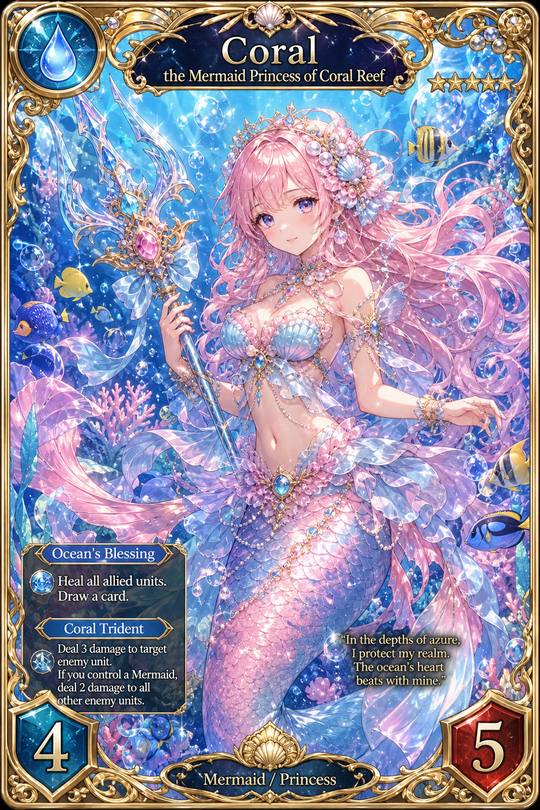 Coral
the Mermaid Princess of Coral Reef
Ocean's Blessing
Heal all allied units.
Draw a card.
Coral Trident
Deal 3 damage to target
enemy unit.
If you control a Mermaid,
deal 2 damage to all
other enemy units.
"In the depths of azure,
I protect my realm.
The ocean's heart
beats with mine."
4
Mermaid / Princess
5